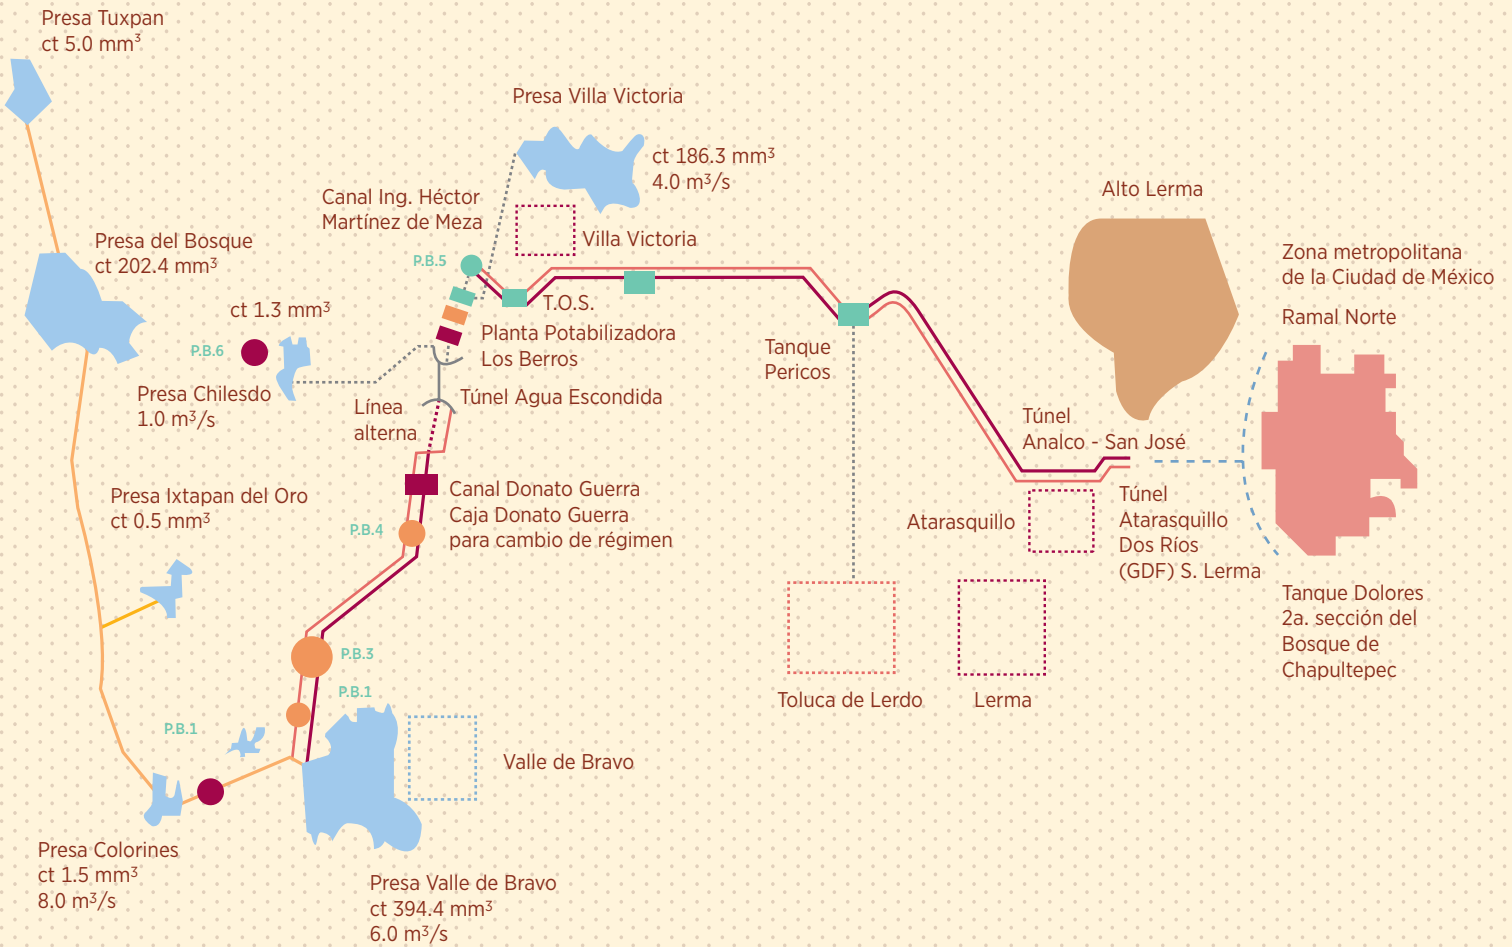 Presa Tuxpan
ct 5.0 mm³
Presa Villa Victoria
ct 186.3 mm³
4.0 m³/s
Canal Ing. Héctor
Martínez de Meza
P.B.5
Villa Victoria
Alto Lerma
Presa del Bosque
ct 202.4 mm³
Zona metropolitana
de la Ciudad de México
Ramal Norte
ct 1.3 mm³
P.B.6
Presa Chilesdo
1.0 m³/s
T.O.S.
Planta Potabilizadora
Los Berros
Tanque
Pericos
Túnel Agua Escondida
Línea
alterna
Túnel
Analco - San José
Presa Ixtapan del Oro
ct 0.5 mm³
Canal Donato Guerra
Caja Donato Guerra
para cambio de régimen
P.B.4
Atarasquillo
Túnel
Atarasquillo
Dos Ríos
(GDF) S. Lerma
Tanque Dolores
2a. sección del
Bosque de
Chapultepec
P.B.3
P.B.1
P.B.1
Toluca de Lerdo
Lerma
Valle de Bravo
Presa Colorines
ct 1.5 mm³
8.0 m³/s
Presa Valle de Bravo
ct 394.4 mm³
6.0 m³/s